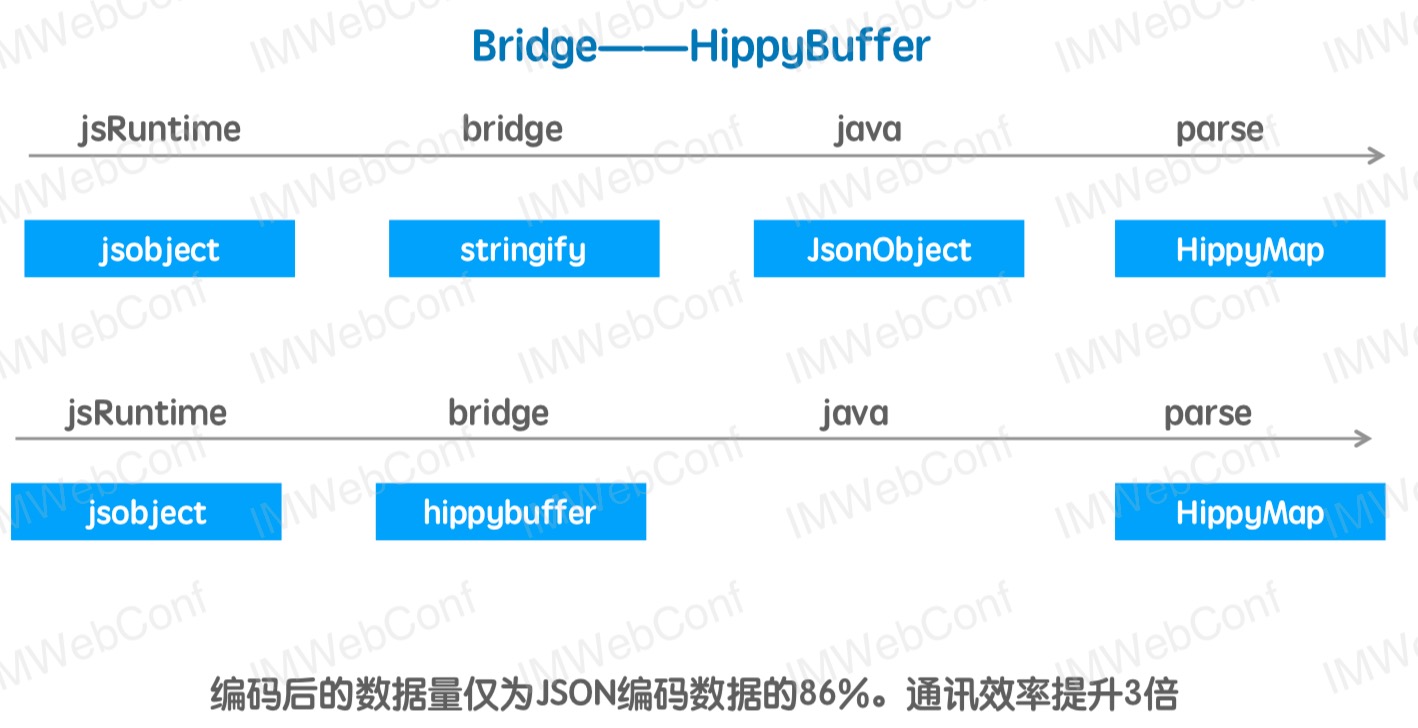 Bridge——HippyBuffer
jsRuntime bridge java parse
jsobject stringify JsonObject HippyMap
jsRuntime bridge java parse
jsobject hippybuffer HippyMap
编码后的数据量仅为JSON编码数据的86%。通讯效率提升3倍
IMWebConf